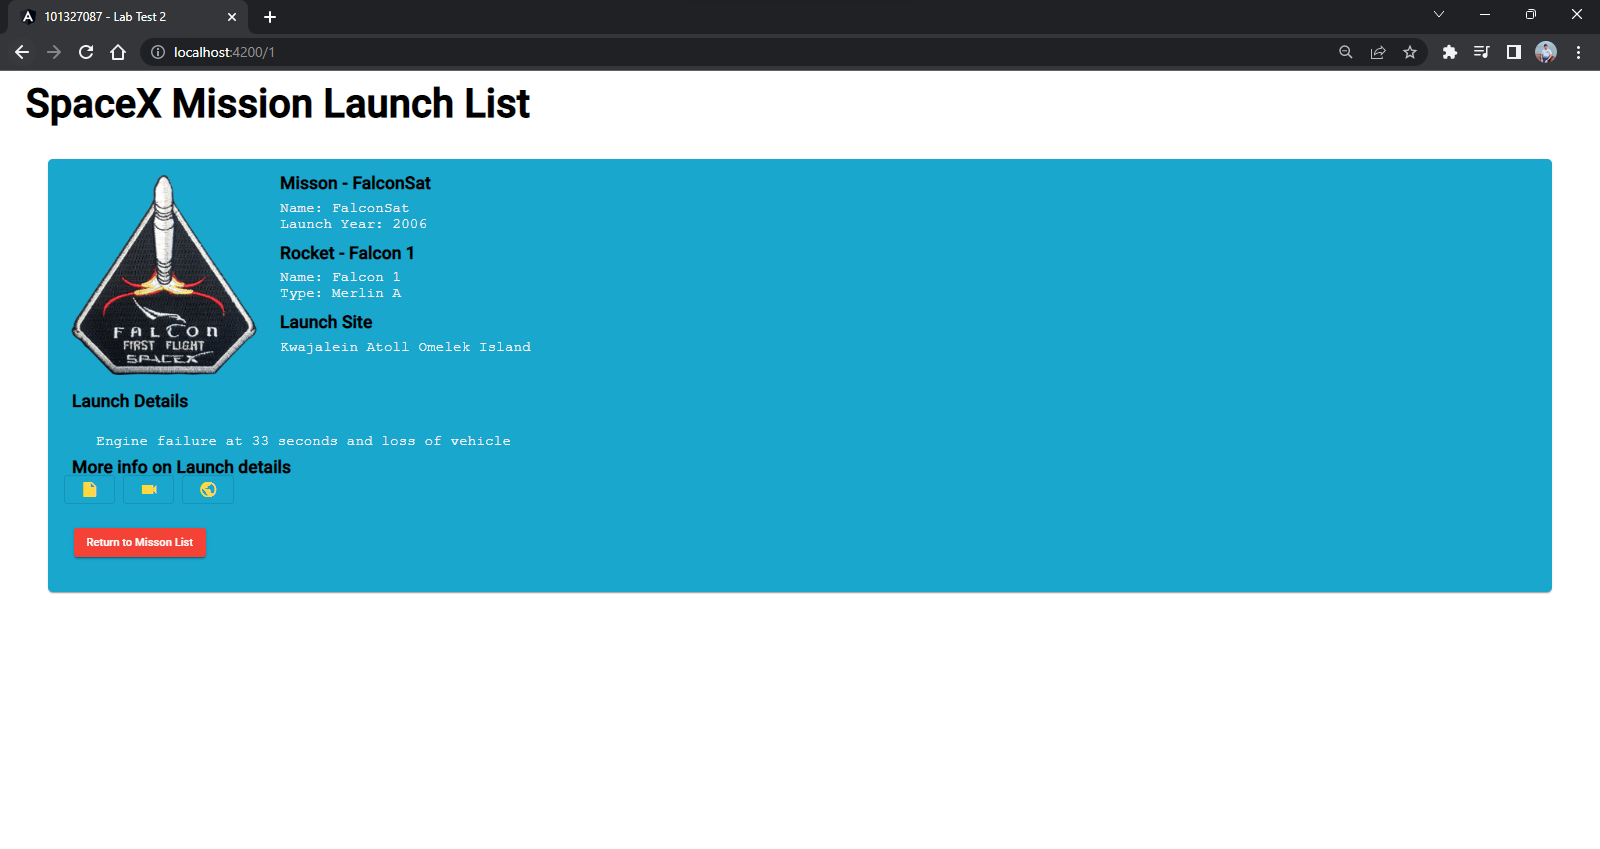 101327087 - Lab Test 2
localhost:4200/1
SpaceX Mission Launch List
Misson - FalconSat
Name: FalconSat
Launch Year: 2006
Rocket - Falcon 1
Name: Falcon 1
Type: Merlin A
Launch Site
Kwajalein Atoll Omelek Island
FALCON
FIRST FLIGHT
SPACEX
Launch Details
Engine failure at 33 seconds and loss of vehicle
More info on Launch details
Return to Misson List